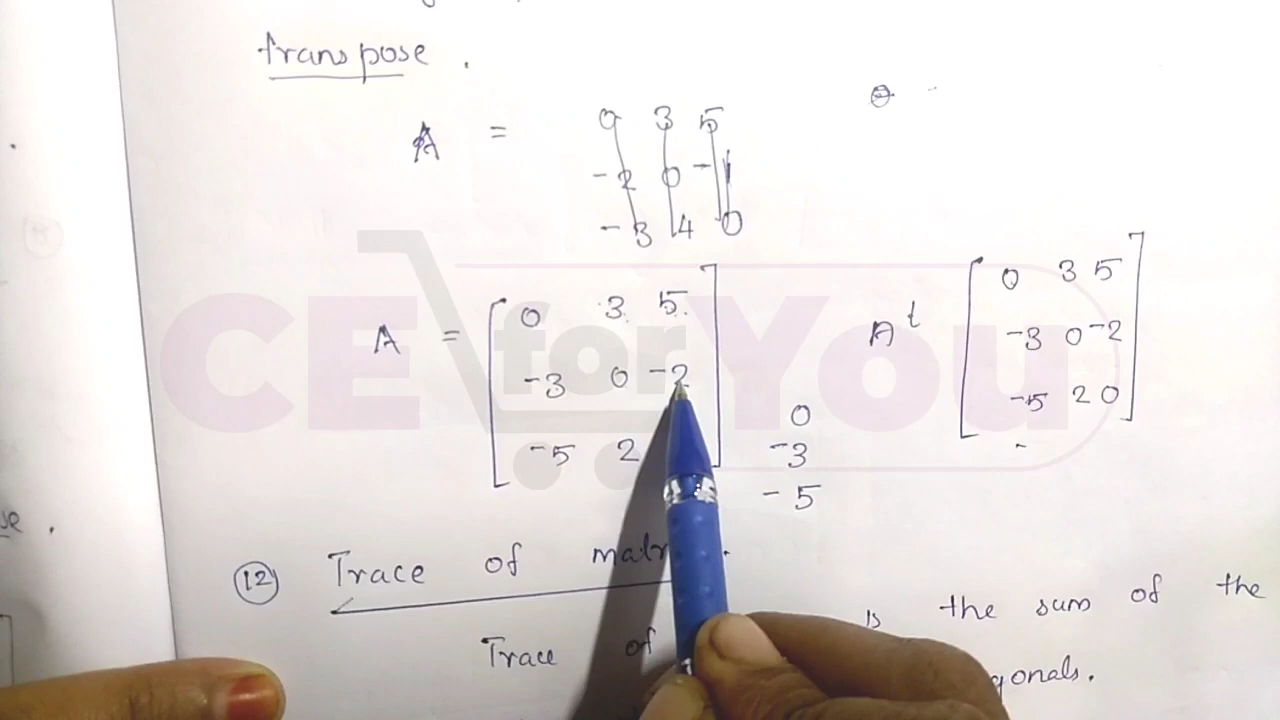 transpose .
A = 0 3 5
-2 0 -1
-3 4 0
A = 0 3 5
-3 0 -2
-5 2
0
-3
-5
A t
0 3 5
-3 0 -2
-5 2 0
CE for You
12 Trace of
Trace of is the sum of the